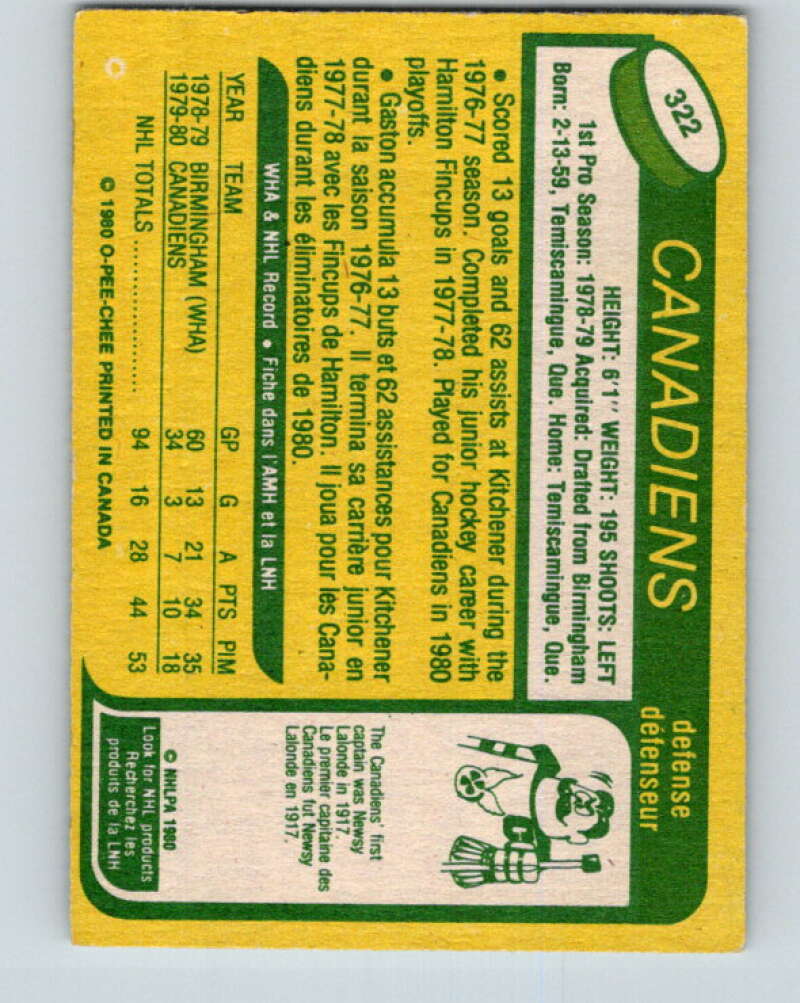 322
CANADIENS
defense
défenseur
HEIGHT: 6'1" WEIGHT: 195 SHOOTS: LEFT
1st Pro Season: 1978-79 Acquired: Drafted from Birmingham
Born: 2-13-59, Temiscamingue, Que. Home: Temiscamingue, Que.
• Scored 13 goals and 62 assists at Kitchener during the
1976-77 season. Completed his junior hockey career with
Hamilton Fincups in 1977-78. Played for Canadiens in 1980
playoffs.
• Gaston accumula 13 buts et 62 assistances pour Kitchener
durant la saison 1976-77. Il termina sa carrière junior en
1977-78 avec les Fincups de Hamilton. Il joua pour les Cana-
diens durant les éliminatoires de 1980.
WHA & NHL Record • Fiche dans l'AMH et la LNH
YEAR TEAM GP G A PTS PIM
1978-79 BIRMINGHAM (WHA) 60 13 21 34 35
1979-80 CANADIENS 34 3 7 10 18
NHL TOTALS .................. 94 16 28 44 53
© 1980 O-PEE-CHEE PRINTED IN CANADA
The Canadiens' first
captain was Newsy
Lalonde in 1917.
Le premier capitaine des
Canadiens fut Newsy
Lalonde en 1917.
© NHLPA 1980
Look for NHL products
Recherchez les
produits de la LNH